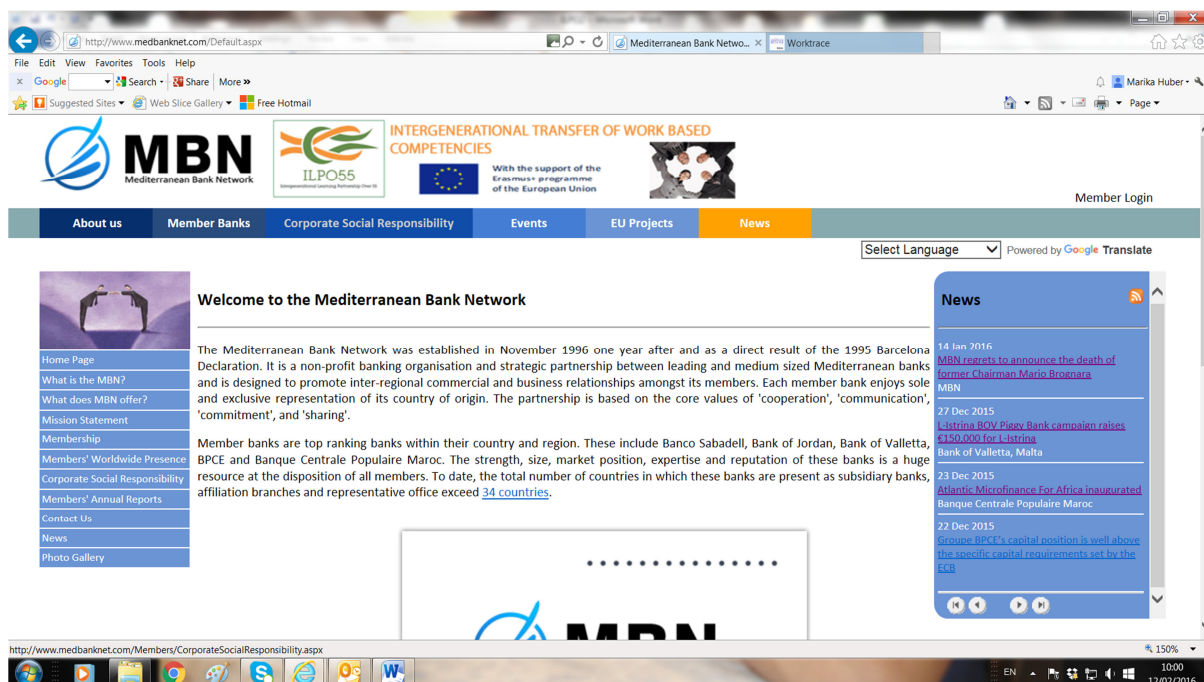 EPCE - Microsoft Word
http://www.medbanknet.com/Default.aspx
Mediterranean Bank Netwo...
Worktrace
File Edit View Favorites Tools Help
x Google Search Share More »
Marika Huber
Suggested Sites Web Slice Gallery Free Hotmail
Page
MBN
Mediterranean Bank Network
ILPO55
Intergenerational Learning Partnership Over 55
INTERGENERATIONAL TRANSFER OF WORK BASED
COMPETENCIES
With the support of the
Erasmus+ programme
of the European Union
Member Login
About us Member Banks Corporate Social Responsibility Events EU Projects News
Select Language Powered by Google Translate
Home Page
What is the MBN?
What does MBN offer?
Mission Statement
Membership
Members' Worldwide Presence
Corporate Social Responsibility
Members' Annual Reports
Contact Us
News
Photo Gallery
Welcome to the Mediterranean Bank Network
The Mediterranean Bank Network was established in November 1996 one year after and as a direct result of the 1995 Barcelona
Declaration. It is a non-profit banking organisation and strategic partnership between leading and medium sized Mediterranean banks
and is designed to promote inter-regional commercial and business relationships amongst its members. Each member bank enjoys sole
and exclusive representation of its country of origin. The partnership is based on the core values of 'cooperation', 'communication',
'commitment', and 'sharing'.
Member banks are top ranking banks within their country and region. These include Banco Sabadell, Bank of Jordan, Bank of Valletta,
BPCE and Banque Centrale Populaire Maroc. The strength, size, market position, expertise and reputation of these banks is a huge
resource at the disposition of all members. To date, the total number of countries in which these banks are present as subsidiary banks,
affiliation branches and representative office exceed 34 countries.
MBN
News
14 Jan 2016
MBN regrets to announce the death of
former Chairman Mario Brognara
MBN
27 Dec 2015
L-Istrina BOV Piggy Bank campaign raises
€150,000 for L-Istrina
Bank of Valletta, Malta
23 Dec 2015
Atlantic Microfinance For Africa inaugurated
Banque Centrale Populaire Maroc
22 Dec 2015
Groupe BPCE's capital position is well above
the specific capital requirements set by the
ECB
http://www.medbanknet.com/Members/CorporateSocialResponsibility.aspx
150%
EN
10:00
12/02/2016